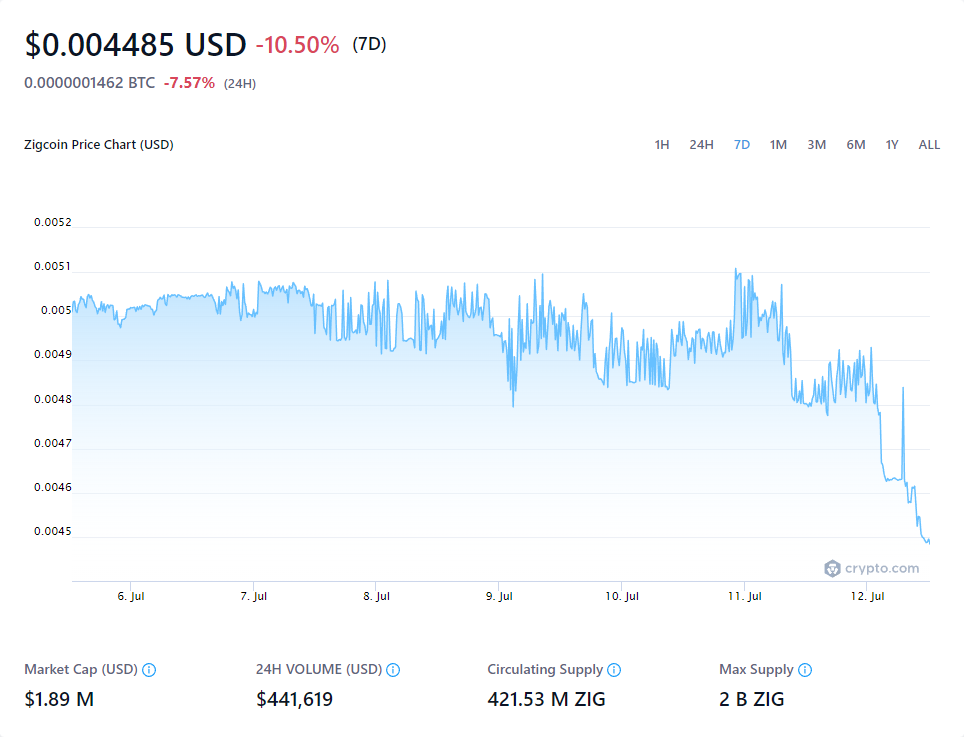 $0.004485 USD -10.50% (7D)
0.0000001462 BTC -7.57% (24H)
Zigcoin Price Chart (USD) 1H 24H 7D 1M 3M 6M 1Y ALL
0.0052
0.0051
0.005
0.0049
0.0048
0.0047
0.0046
0.0045
crypto.com
6. Jul 7. Jul 8. Jul 9. Jul 10. Jul 11. Jul 12. Jul
Market Cap (USD) 24H VOLUME (USD) Circulating Supply Max Supply
$1.89 M $441,619 421.53 M ZIG 2 B ZIG